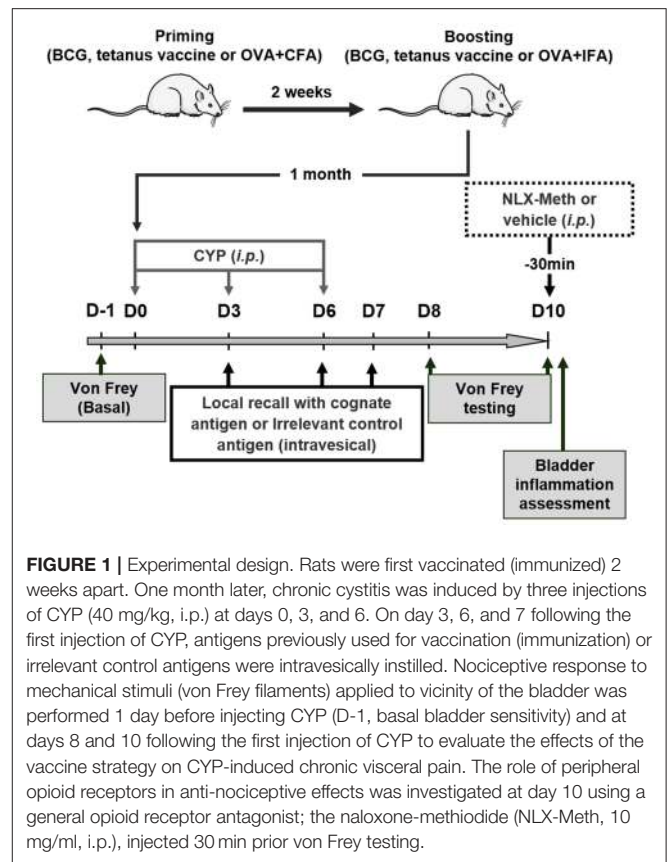 Priming
(BCG, tetanus vaccine or OVA+CFA)
Boosting
(BCG, tetanus vaccine or OVA+IFA)
2 weeks
1 month
NLX-Meth or
vehicle (i.p.)
CYP (i.p.)
-30min
D-1 D0 D3 D6 D7 D8 D10
Von Frey
(Basal)
Local recall with cognate
antigen or Irrelevant control
antigen (intravesical)
Von Frey
testing
Bladder
inflammation
assessment
FIGURE 1 | Experimental design. Rats were first vaccinated (immunized) 2
weeks apart. One month later, chronic cystitis was induced by three injections
of CYP (40 mg/kg, i.p.) at days 0, 3, and 6. On day 3, 6, and 7 following the
first injection of CYP, antigens previously used for vaccination (immunization) or
irrelevant control antigens were intravesically instilled. Nociceptive response to
mechanical stimuli (von Frey filaments) applied to vicinity of the bladder was
performed 1 day before injecting CYP (D-1, basal bladder sensitivity) and at
days 8 and 10 following the first injection of CYP to evaluate the effects of the
vaccine strategy on CYP-induced chronic visceral pain. The role of peripheral
opioid receptors in anti-nociceptive effects was investigated at day 10 using a
general opioid receptor antagonist; the naloxone-methiodide (NLX-Meth, 10
mg/ml, i.p.), injected 30 min prior von Frey testing.